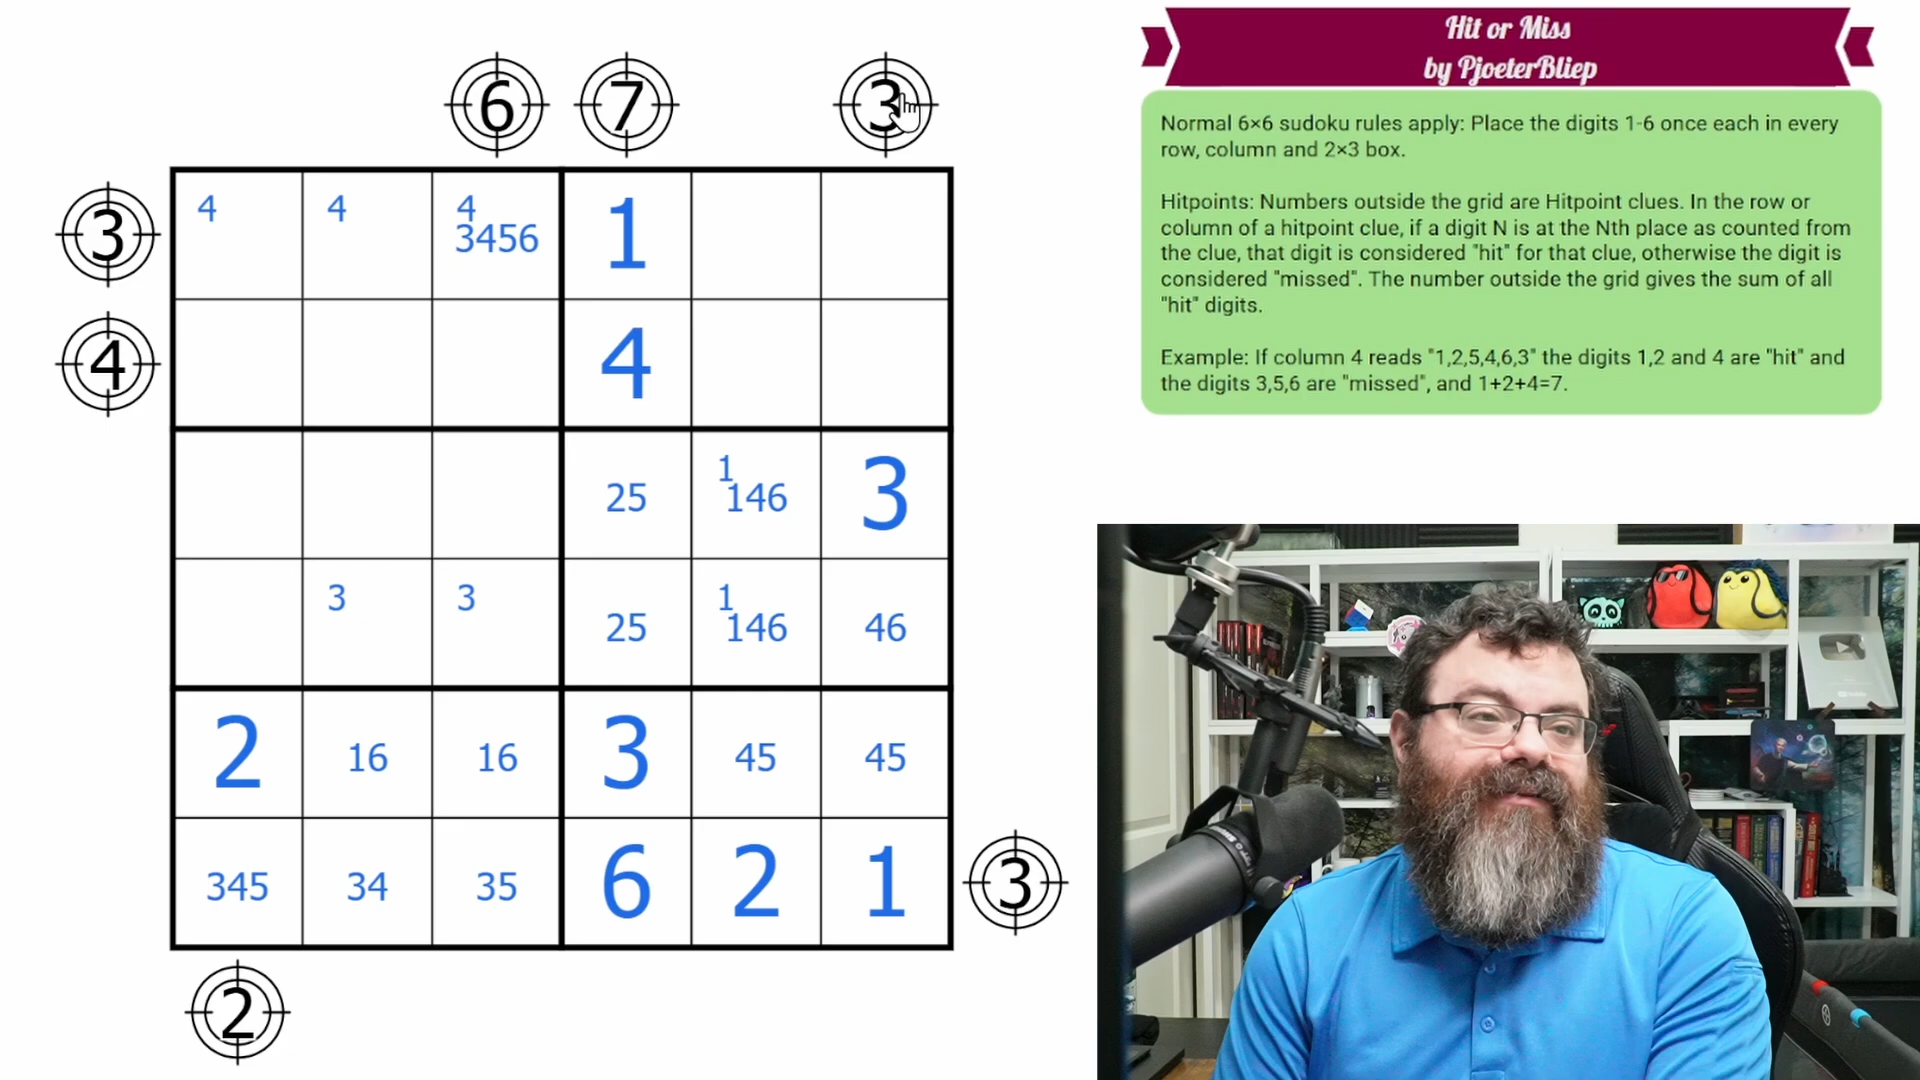 Hit or Miss
by PjoeterBliep
Normal 6×6 sudoku rules apply: Place the digits 1-6 once each in every
row, column and 2×3 box.
Hitpoints: Numbers outside the grid are Hitpoint clues. In the row or
column of a hitpoint clue, if a digit N is at the Nth place as counted from
the clue, that digit is considered "hit" for that clue, otherwise the digit is
considered "missed". The number outside the grid gives the sum of all
"hit" digits.
Example: If column 4 reads "1,2,5,4,6,3" the digits 1,2 and 4 are "hit" and
the digits 3,5,6 are "missed", and 1+2+4=7.
6 7 3
4 4 4
3 3456 1
4 4
1
25 146 3
3 3 1
25 146 46
2 16 16 3 45 45
345 34 35 6 2 1 3
2